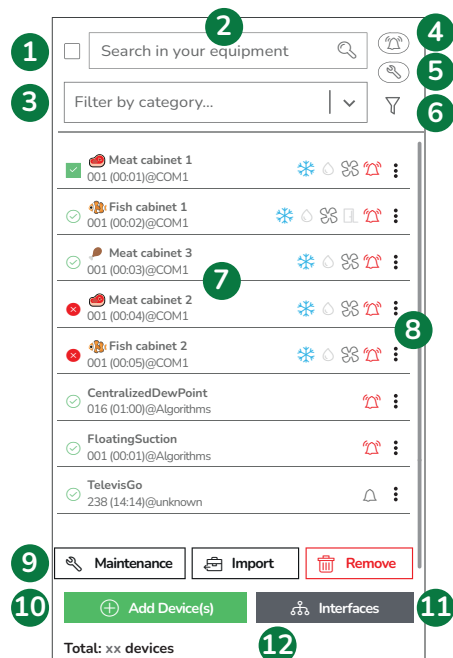 2
1
Search in your equipment
4
5
3
Filter by category...
6
Meat cabinet 1
001 (00:01)@COM1
Fish cabinet 1
001 (00:02)@COM1
Meat cabinet 3
001 (00:03)@COM1
7
Meat cabinet 2
001 (00:04)@COM1
8
Fish cabinet 2
001 (00:05)@COM1
CentralizedDewPoint
016 (01:00)@Algorithms
FloatingSuction
001 (00:01)@Algorithms
TelevisGo
238 (14:14)@unknown
9 Maintenance Import Remove
10 Add Device(s) Interfaces 11
Total: xx devices 12